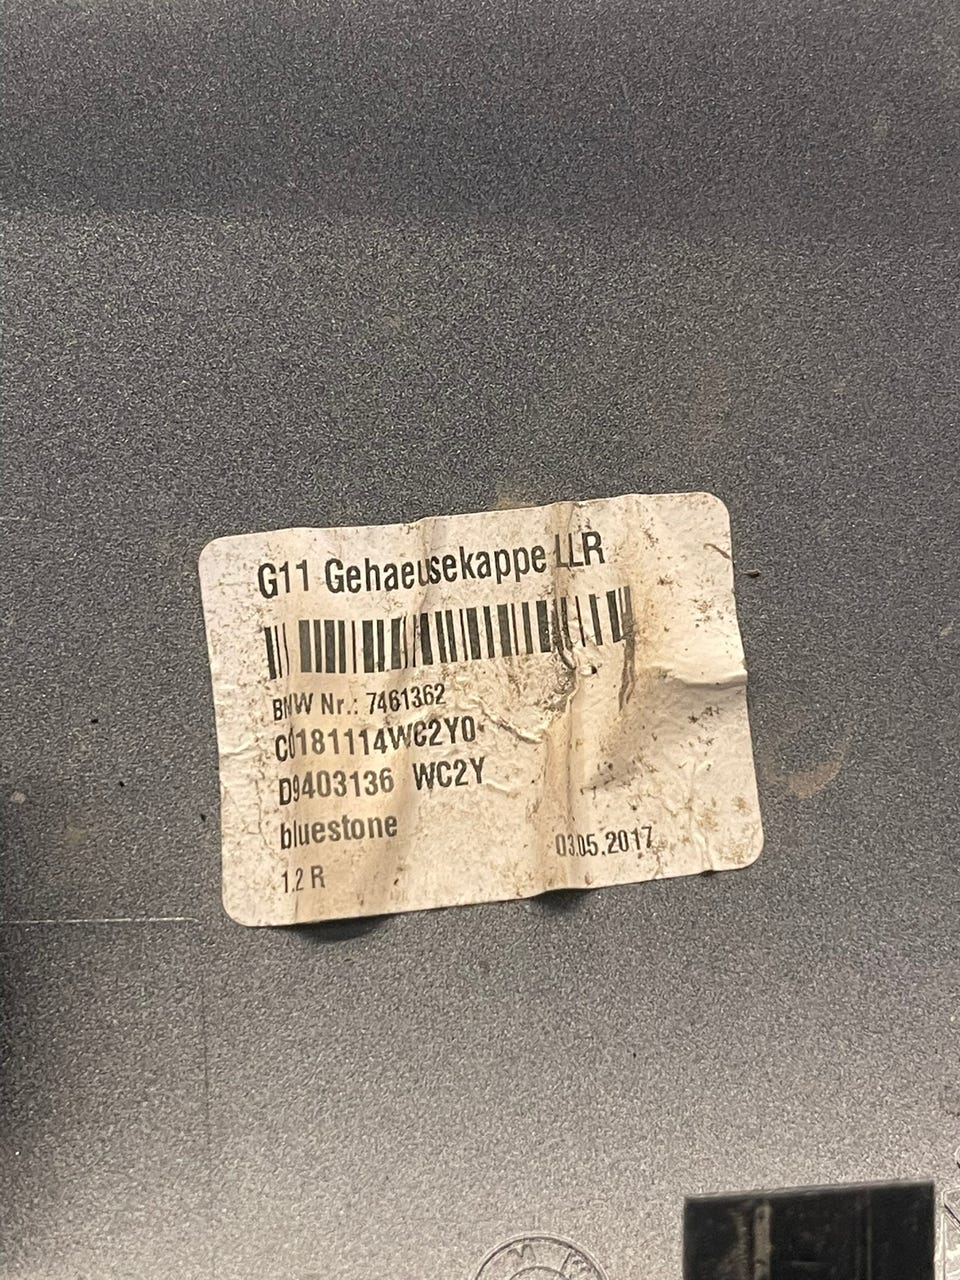 G11 Gehaeusekappe LLR
BMW Nr.: 7461362
C0181114WC2Y0
D9403136 WC2Y
bluestone
03.05.2017
1.2 R